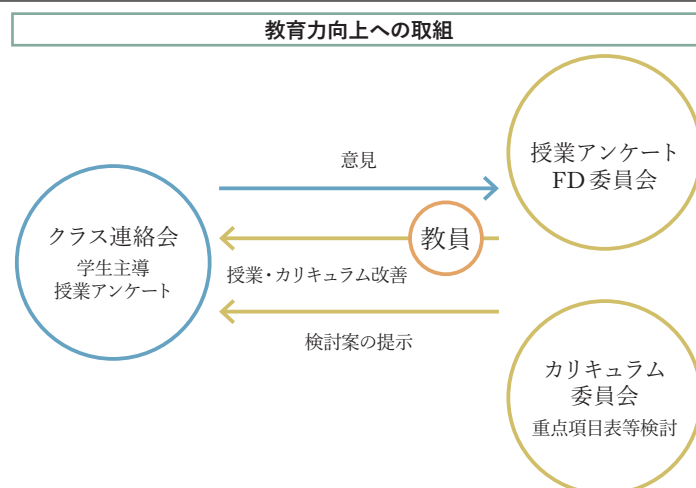 教育力向上への取組
意見
授業アンケート
FD委員会
クラス連絡会
学生主導
授業アンケート
教員
授業・カリキュラム改善
検討案の提示
カリキュラム
委員会
重点項目表等検討